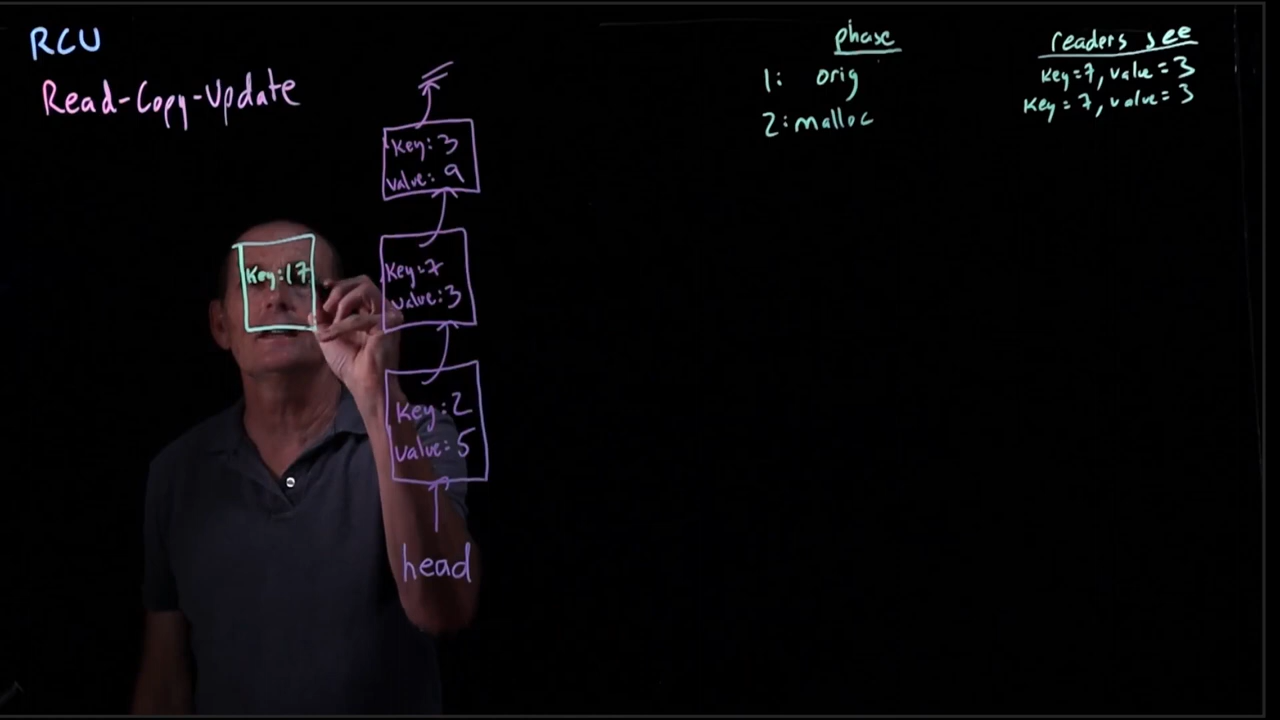 RCU
Read-Copy-Update
Key: 3
Value: 9
Key: 7
Value: 3
Key: 2
Value: 5
head
Key: 17
phase
1: orig
2: malloc
readers see
Key = 7, value = 3
Key = 7, value = 3